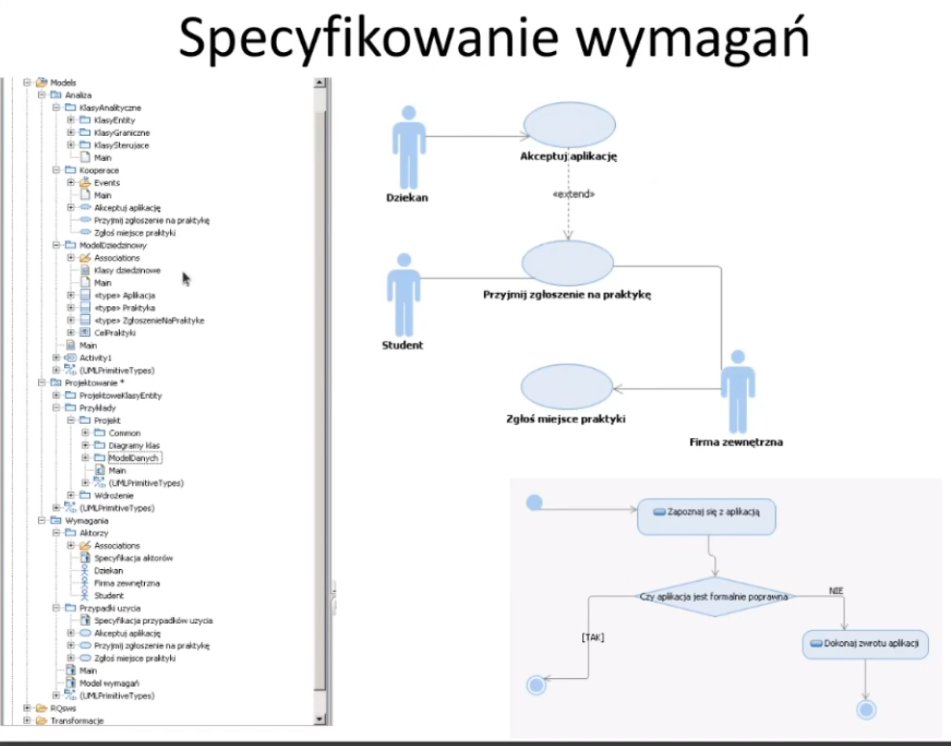 Specyfikowanie wymagań
Models
Analiza
KlasyAnalityczne
KlasyEntity
KlasyGraniczne
KlasySterujace
Main
Kooperace
Events
Main
Akceptuj aplikację
Przyjmij zgłoszenie na praktykę
Zgłoś miejsce praktyki
ModelDziedzinowy
Associations
Klasy dziedzinowe
Main
«type» Aplikacja
«type» Praktyka
«type» ZgłoszenieNaPraktyke
CelPraktyki
Main
Activity1
(UMLPrimitiveTypes)
Projektowanie *
ProjektoweKlasyEntity
Przykłady
Projekt
Common
Diagramy klas
ModelDanych
Main
(UMLPrimitiveTypes)
Wdrożenie
(UMLPrimitiveTypes)
Wymagania
Aktorzy
Associations
Specyfikacja aktorów
Dziekan
Firma zewnętrzna
Student
Przypadki uzycia
Specyfikacja przypadków uzycia
Akceptuj aplikację
Przyjmij zgłoszenie na praktykę
Zgłoś miejsce praktyki
Main
Model wymagań
(UMLPrimitiveTypes)
RQsws
Transformacje
Akceptuj aplikację
Dziekan
«extend»
Przyjmij zgłoszenie na praktykę
Student
Zgłoś miejsce praktyki
Firma zewnętrzna
Zapoznaj się z aplikacją
Czy aplikacja jest formalnie poprawna
NIE
[TAK]
Dokonaj zwrotu aplikacji